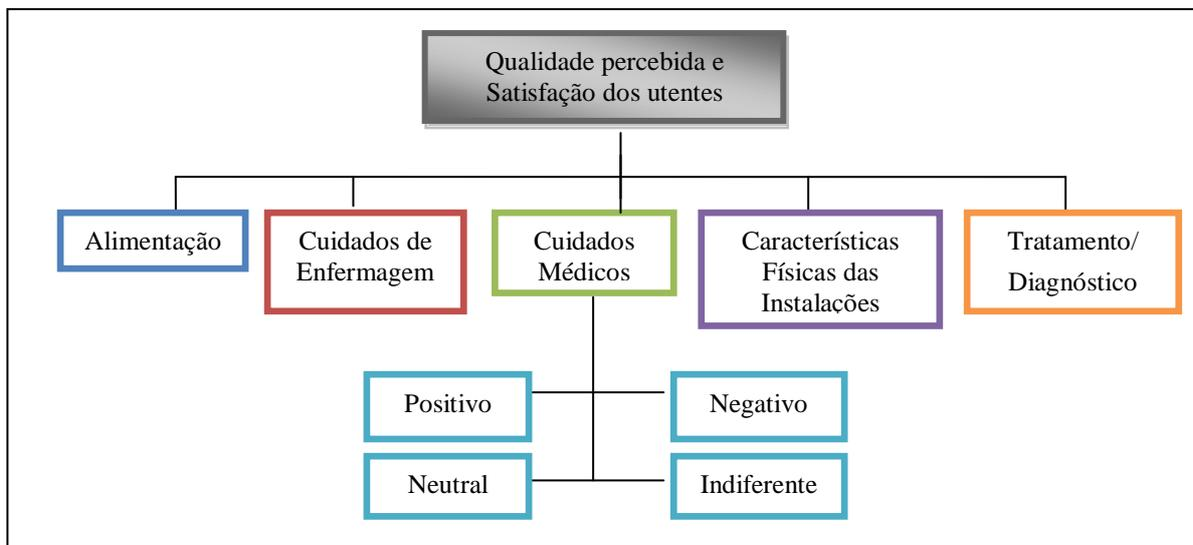 Qualidade percebida e
Satisfação dos utentes
Alimentação
Cuidados de
Enfermagem
Cuidados
Médicos
Características
Físicas das
Instalações
Tratamento/
Diagnóstico
Positivo
Negativo
Neutral
Indiferente